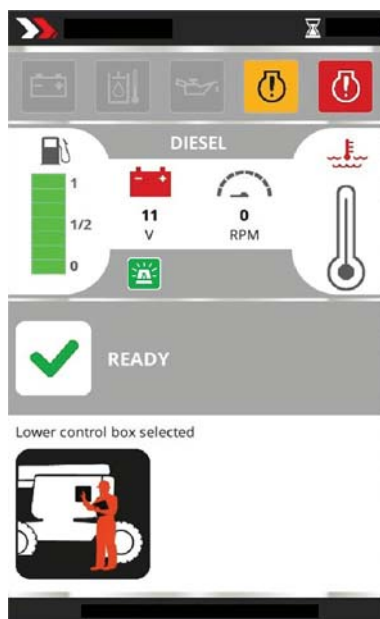 DIESEL
1
1/2
0
11
V
0
RPM
READY
Lower control box selected